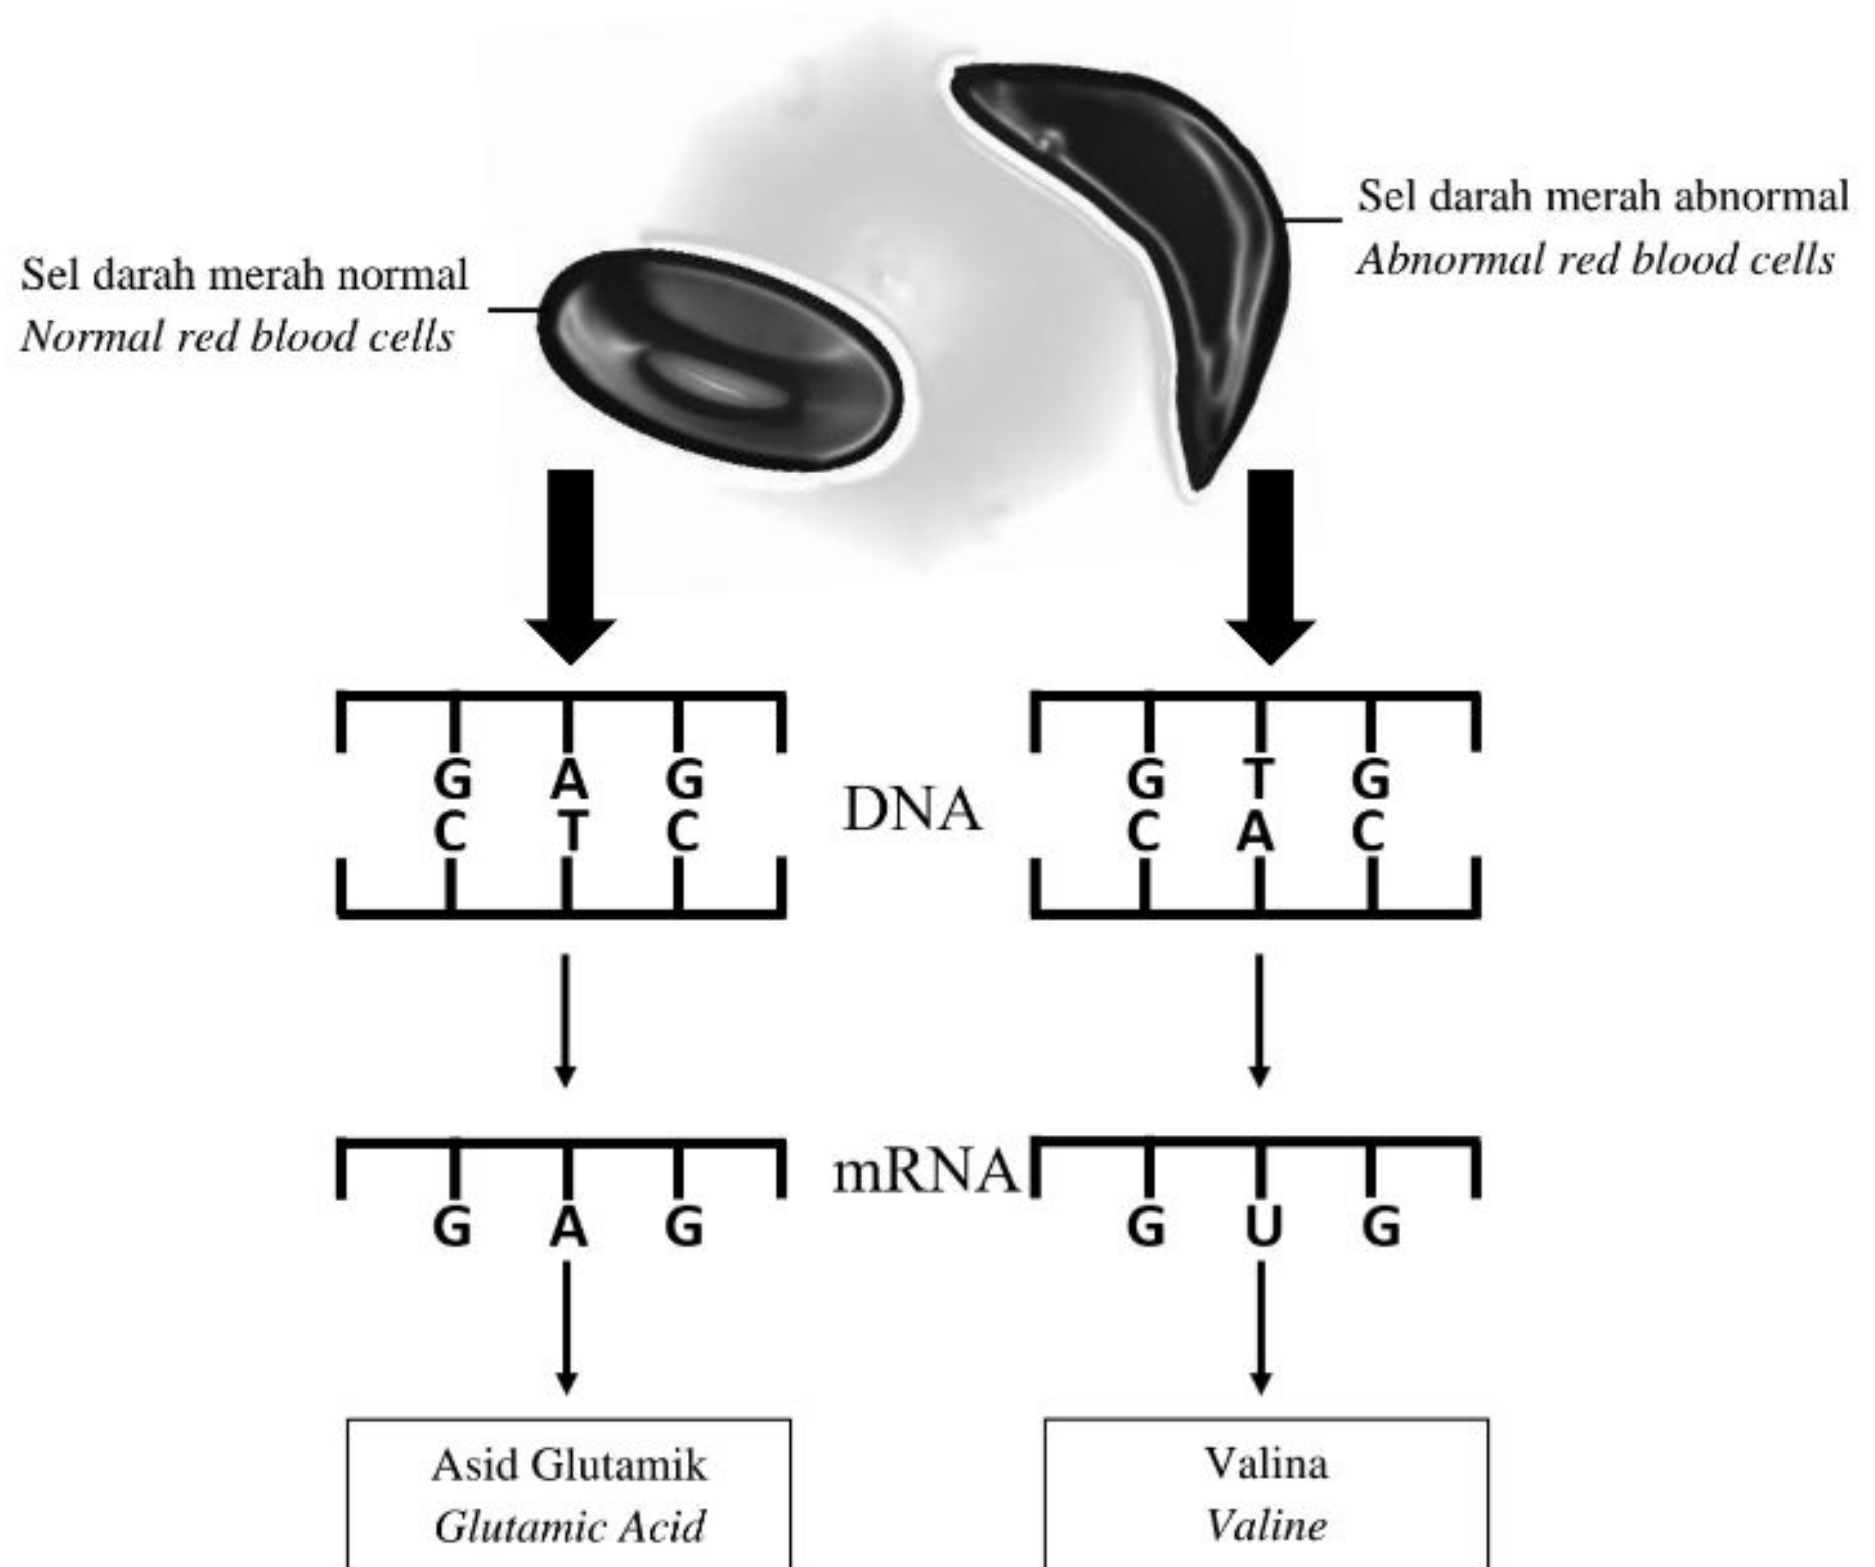 Sel darah merah abnormal
Abnormal red blood cells
Sel darah merah normal
Normal red blood cells
G A G
C T C
DNA
G T G
C A C
mRNA
G A G
G U G
Asid Glutamik
Glutamic Acid
Valina
Valine